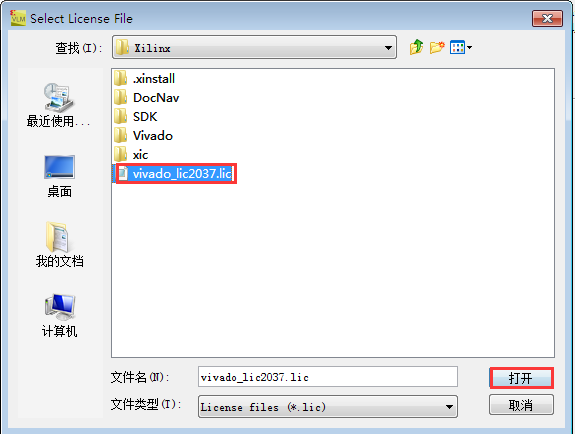 VLM
Select License File
查找(I):
Xilinx
.xinstall
DocNav
SDK
Vivado
xic
vivado_lic2037.lic
最近使用...
桌面
我的文档
计算机
文件名(N):
vivado_lic2037.lic
打开
文件类型(T):
License files (*.lic)
取消